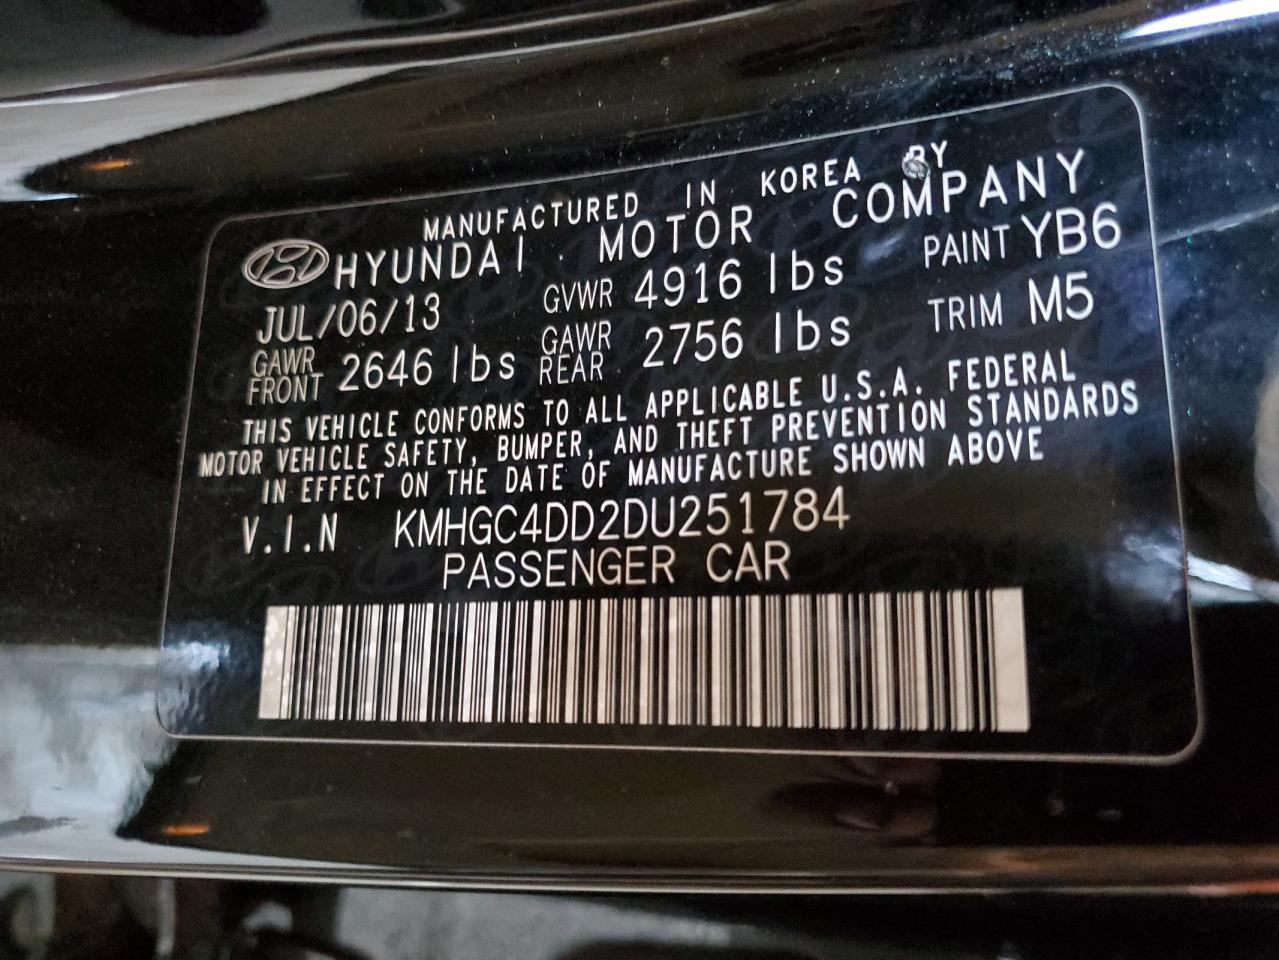 MANUFACTURED IN KOREA BY
HYUNDAI MOTOR COMPANY
JUL/06/13 GVWR 4916 lbs PAINT YB6
GAWR FRONT 2646 lbs GAWR REAR 2756 lbs TRIM M5
THIS VEHICLE CONFORMS TO ALL APPLICABLE U.S.A. FEDERAL
MOTOR VEHICLE SAFETY, BUMPER, AND THEFT PREVENTION STANDARDS
IN EFFECT ON THE DATE OF MANUFACTURE SHOWN ABOVE
V.I.N KMHGC4DD2DU251784
PASSENGER CAR